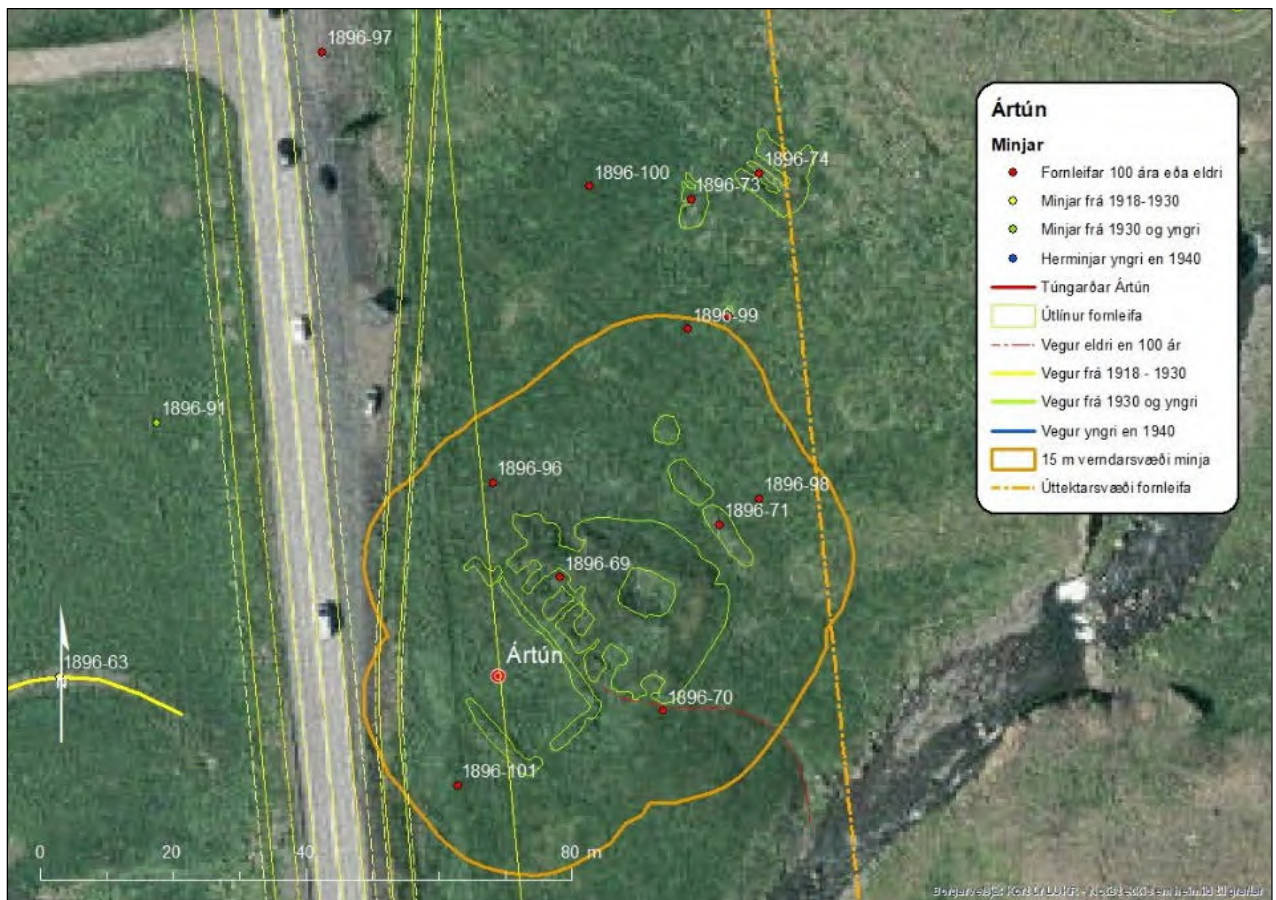 1896-97
1896-100
1896-74
1896-73
1896-99
1896-91
1896-96
1896-98
1896-71
1896-69
1896-63
N
Ártún
1896-70
1896-101
0 20 40 80 m
Ártún
Minjar
Fornleifar 100 ára eða eldri
Minjar frá 1918-1930
Minjar frá 1930 og yngri
Herminjar yngri en 1940
Túngarðar Ártún
Útlínur fornleifa
Vegur eldri en 100 ár
Vegur frá 1918 - 1930
Vegur frá 1930 og yngri
Vegur yngri en 1940
15 m verndarsvæði minja
Úttektarsvæði fornleifa